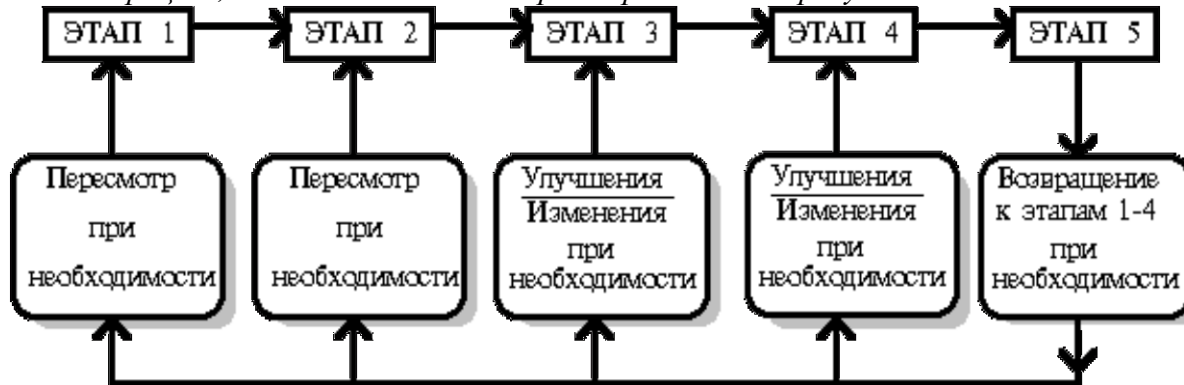 ЭТАП 1
ЭТАП 2
ЭТАП 3
ЭТАП 4
ЭТАП 5
Пересмотр
при
необходимости
Пересмотр
при
необходимости
Улучшения
Изменения
при
необходимости
Улучшения
Изменения
при
необходимости
Возвращение
к этапам 1-4
при
необходимости